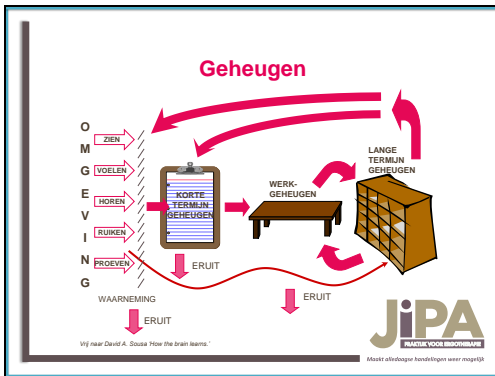 Geheugen
OMGEVING
ZIEN
VOELEN
HOREN
RUIKEN
PROEVEN
WAARNEMING
ERUIT
KORTE
TERMIJN
GEHEUGEN
ERUIT
WERK-
GEHEUGEN
ERUIT
LANGE
TERMIJN
GEHEUGEN
Vrij naar David A. Sousa 'How the brain learns.'
JiPA
PRAKTIJK VOOR ERGOTHERAPIE
Maakt alledaagse handelingen weer mogelijk